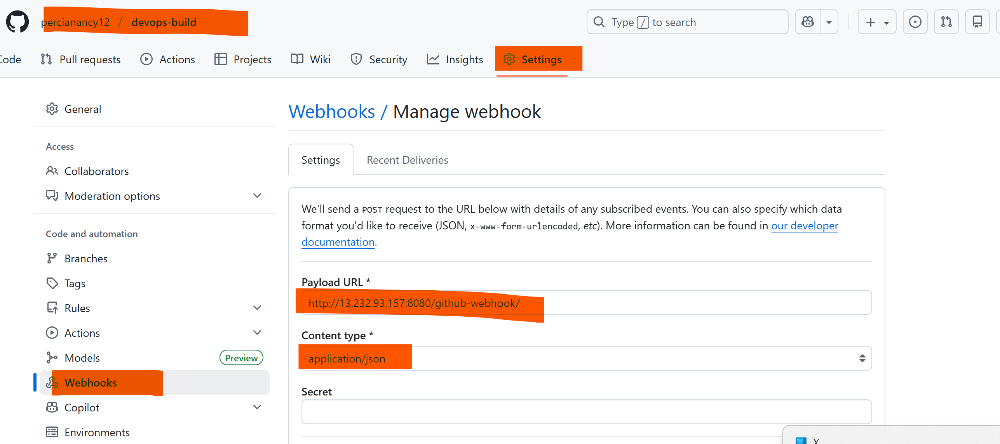 percianancy12 / devops-build
Type / to search
Code Pull requests Actions Projects Wiki Security Insights Settings
General
Access
Collaborators
Moderation options
Code and automation
Branches
Tags
Rules
Actions
Models Preview
Webhooks
Copilot
Environments
Webhooks / Manage webhook
Settings Recent Deliveries
We'll send a POST request to the URL below with details of any subscribed events. You can also specify which data
format you'd like to receive (JSON, x-www-form-urlencoded, etc). More information can be found in our developer
documentation.
Payload URL *
http://13.232.93.157:8080/github-webhook/
Content type *
application/json
Secret